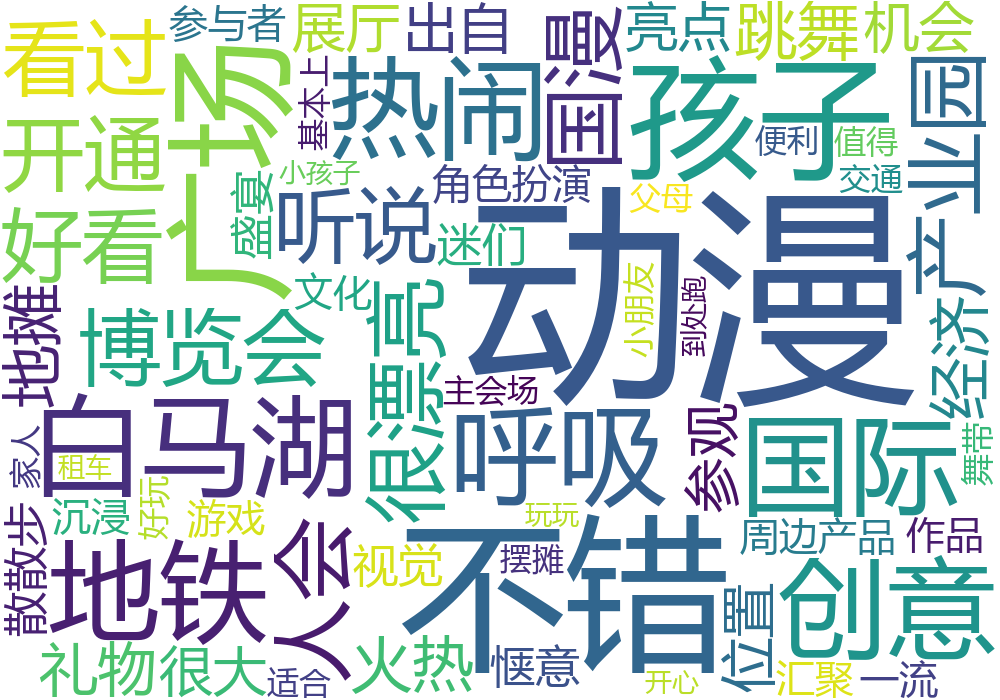 看过
参与者
展厅
出自
国漫
亮点
跳舞
机会
广场
基本上
热闹
孩子
便利
值得
产业园
开通
小孩子
角色扮演
父母
交通
好看
盛宴
听说
迷们
动漫
地摊
文化
很漂亮
小朋友
到处跑
经济
博览会
主会场
白马湖
呼吸
参观
国际
舞带
家人
租车
沉浸
好玩
游戏
玩玩
散散步
地铁
人会
视觉
不错
摆摊
周边产品
作品
位置
创意
礼物
很大
适合
火热
惬意
开心
汇聚
一流